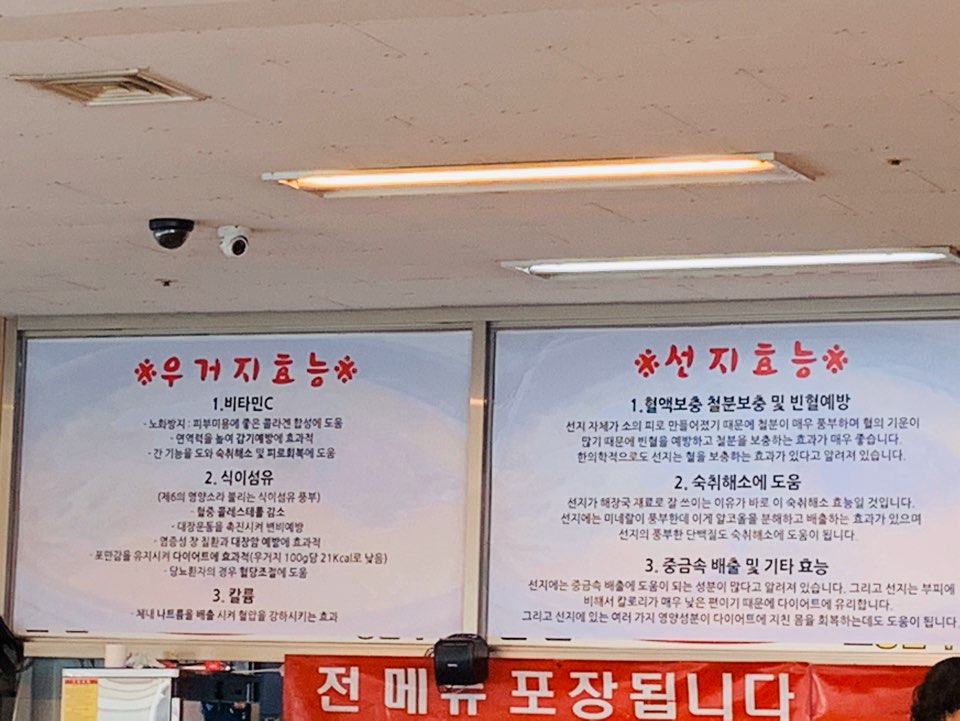 ※우거지효능※
1.비타민C
- 노화방지 : 피부미용에 좋은 콜라겐 합성에 도움
- 면역력을 높여 감기예방에 효과적
- 간 기능을 도와 숙취해소 및 피로회복에 도움
2. 식이섬유
(제6의 영양소라 불리는 식이섬유 풍부)
- 혈중 콜레스테롤 감소
- 대장운동을 촉진시켜 변비예방
- 염증성 장 질환과 대장암 예방에 효과적
- 포만감을 유지시켜 다이어트에 효과적(우거지 100g당 21Kcal로 낮음)
- 당뇨환자의 경우 혈당조절에 도움
3. 칼륨
- 체내 나트륨을 배출 시켜 혈압을 강하시키는 효과
※선지효능※
1.혈액보충 철분보충 및 빈혈예방
선지 자체가 소의 피로 만들어졌기 때문에 철분이 매우 풍부하며 혈의 기운이
많기 때문에 빈혈을 예방하고 철분을 보충하는 효과가 매우 좋습니다.
한의학적으로도 선지는 혈을 보충하는 효과가 있다고 알려져 있습니다.
2. 숙취해소에 도움
선지가 해장국 재료로 잘 쓰이는 이유가 바로 이 숙취해소 효능일 것입니다.
선지에는 미네랄이 풍부한데 이게 알코올을 분해하고 배출하는 효과가 있으며
선지의 풍부한 단백질도 숙취해소에 도움이 됩니다.
3. 중금속 배출 및 기타 효능
선지에는 중금속 배출에 도움이 되는 성분이 많다고 알려져 있습니다. 그리고 선지는 부피에
비해서 칼로리가 매우 낮은 편이기 때문에 다이어트에 유리합니다.
그리고 선지에 있는 여러 가지 영양성분이 다이어트에 지친 몸을 회복하는데도 도움이 됩니다.
전 메뉴 포장됩니다